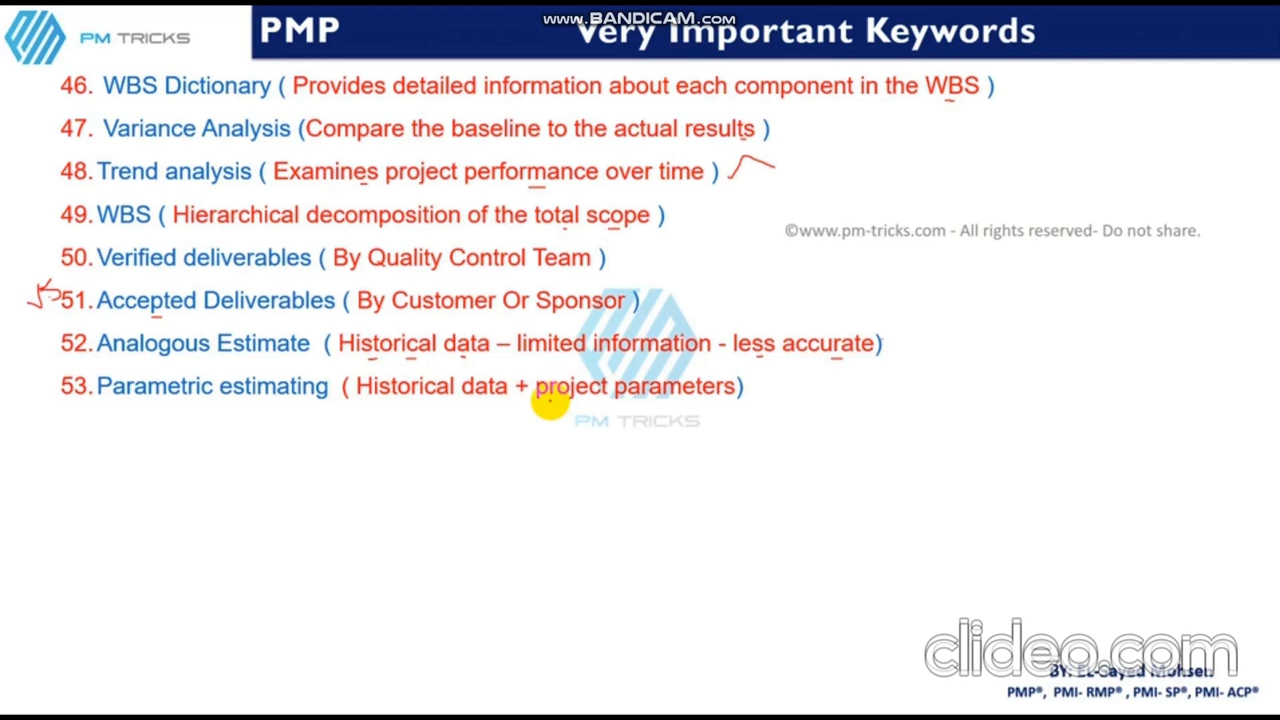 www.BANDICAM.com
PM TRICKS
PMP
Very Important Keywords
46. WBS Dictionary ( Provides detailed information about each component in the WBS )
47. Variance Analysis (Compare the baseline to the actual results )
48. Trend analysis ( Examines project performance over time )
49. WBS ( Hierarchical decomposition of the total scope )
©www.pm-tricks.com - All rights reserved- Do not share.
50. Verified deliverables ( By Quality Control Team )
51. Accepted Deliverables ( By Customer Or Sponsor )
52. Analogous Estimate ( Historical data – limited information - less accurate)
53. Parametric estimating ( Historical data + project parameters)
PM TRICKS
clideo.com
BY: EL-Sayed Mohsen
PMP®, PMI- RMP® , PMI- SP®, PMI- ACP®